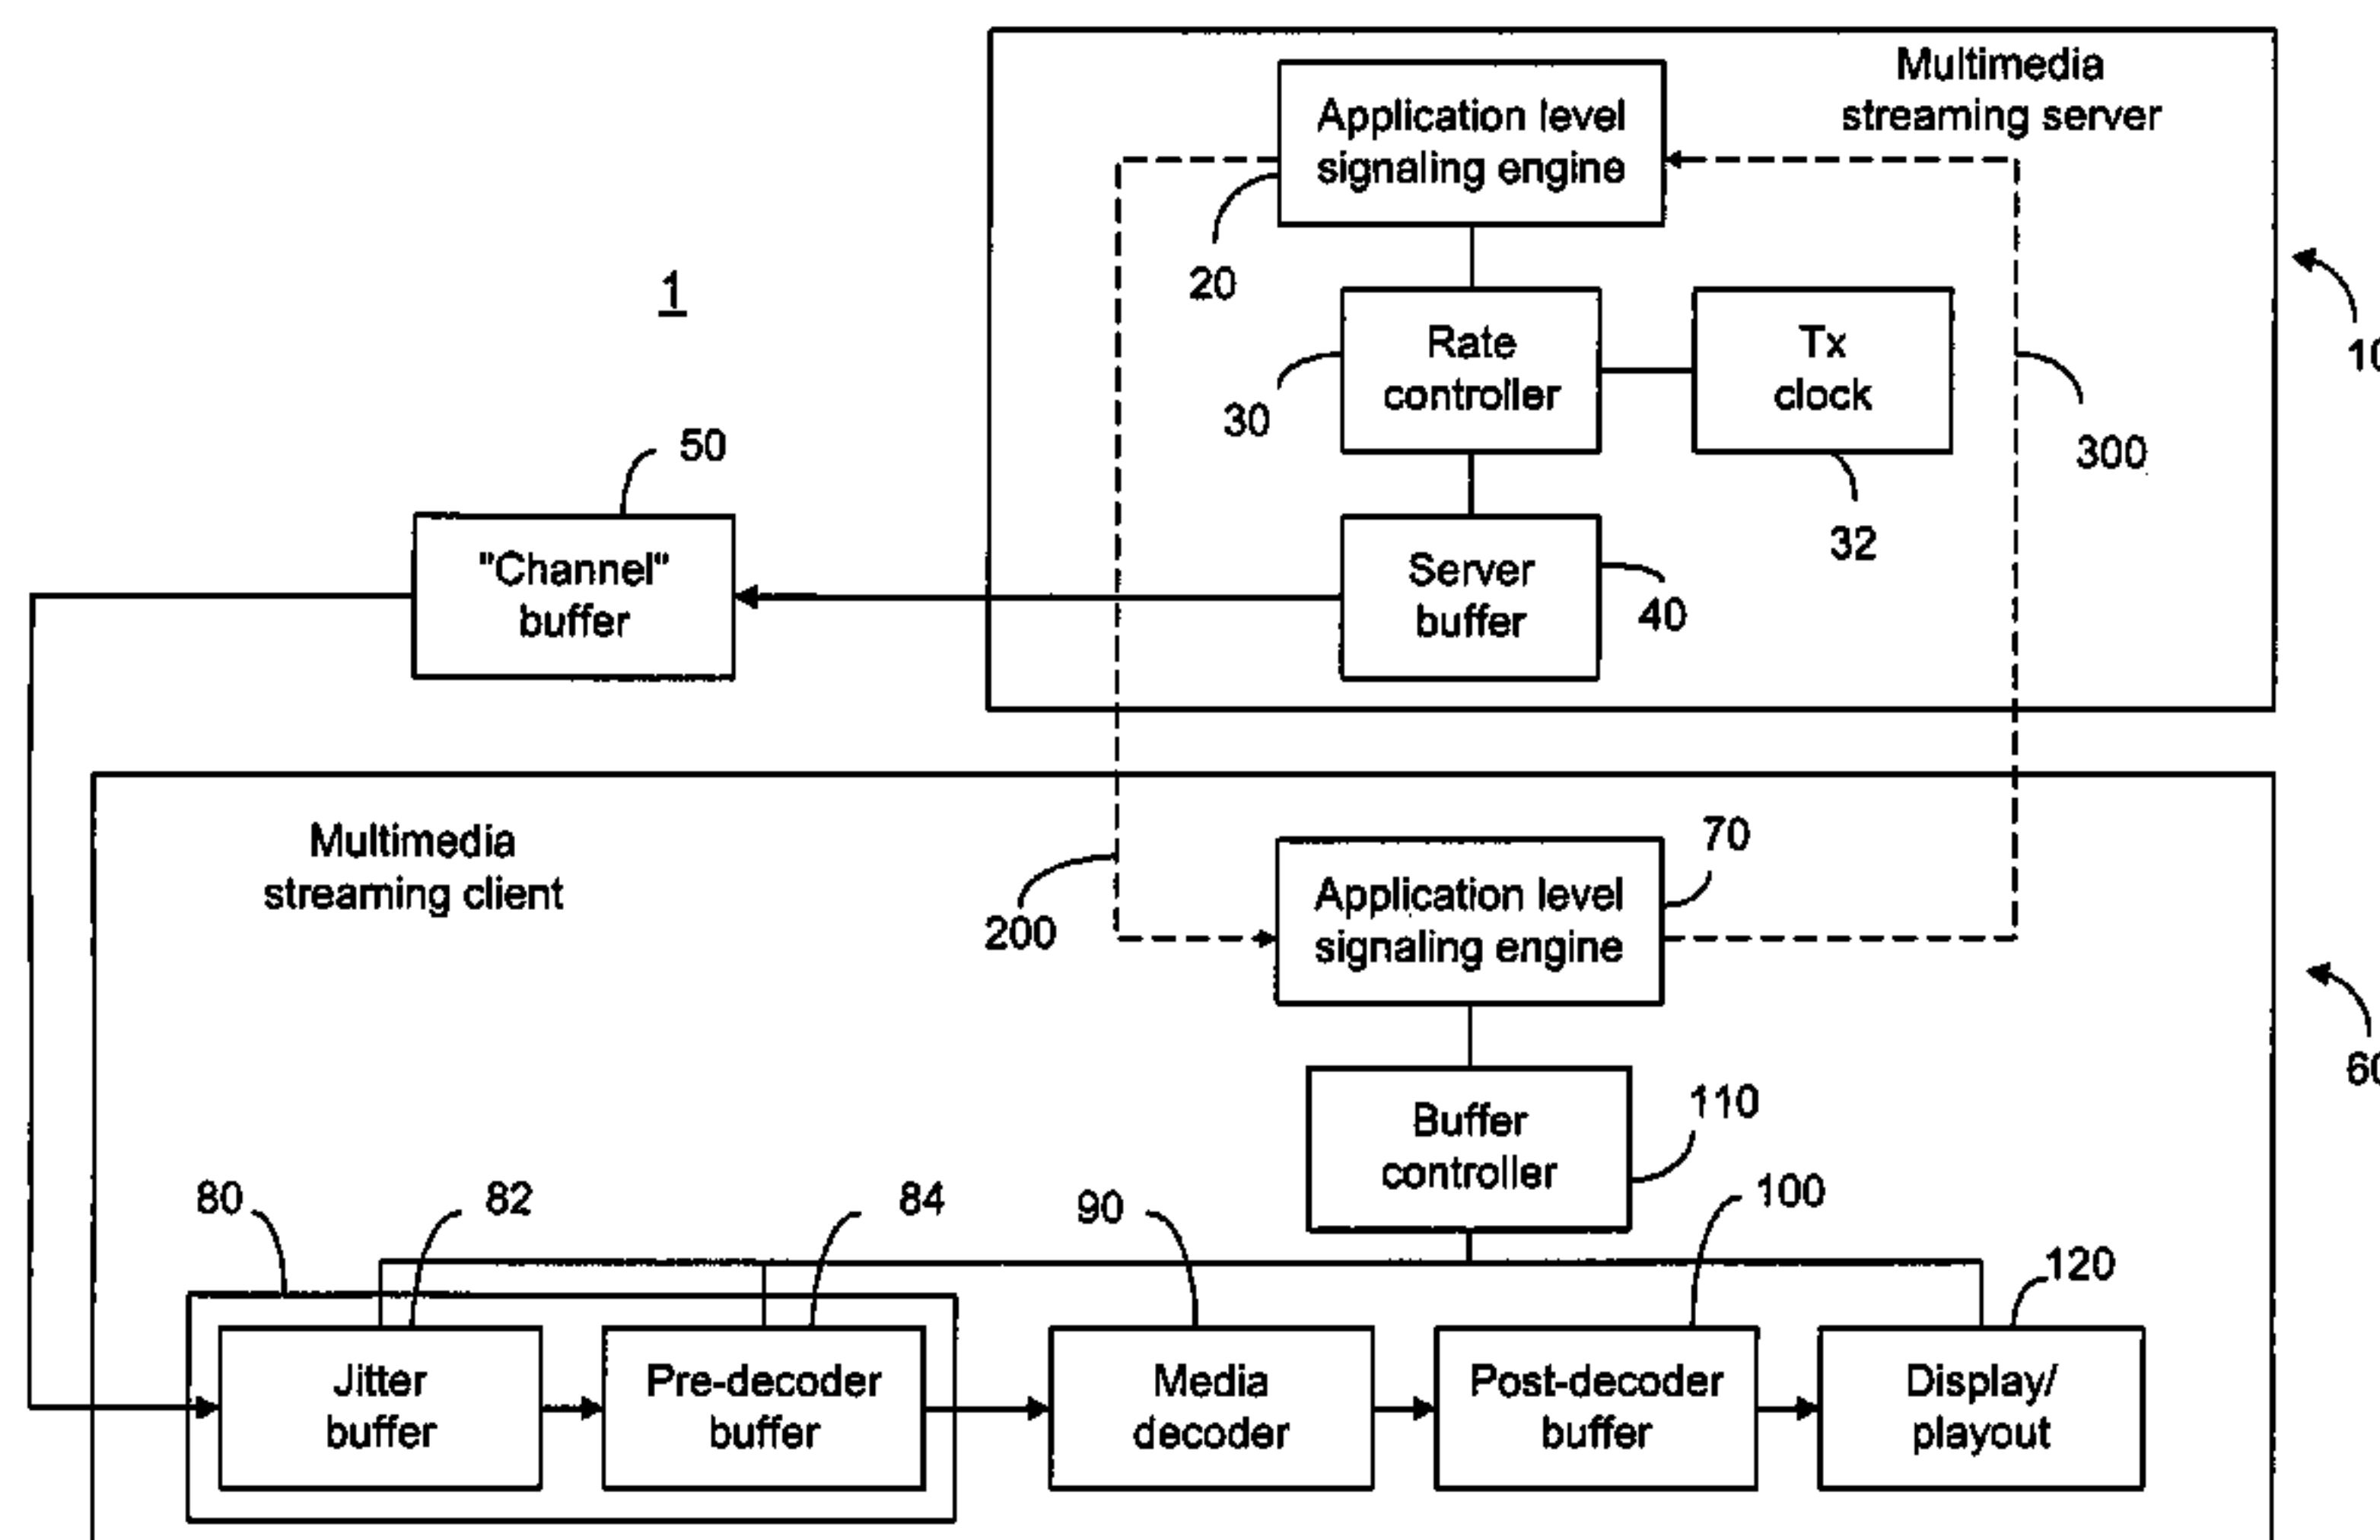 Multimedia
streaming server
Application level
signaling engine
20
1
Rate
controller
30
Tx
clock
32
300
10
50
"Channel"
buffer
Server
buffer
40
Multimedia
streaming client
200
70
Application level
signaling engine
60
Buffer
controller
110
80
82
84
90
100
120
Jitter
buffer
Pre-decoder
buffer
Media
decoder
Post-decoder
buffer
Display/
playout